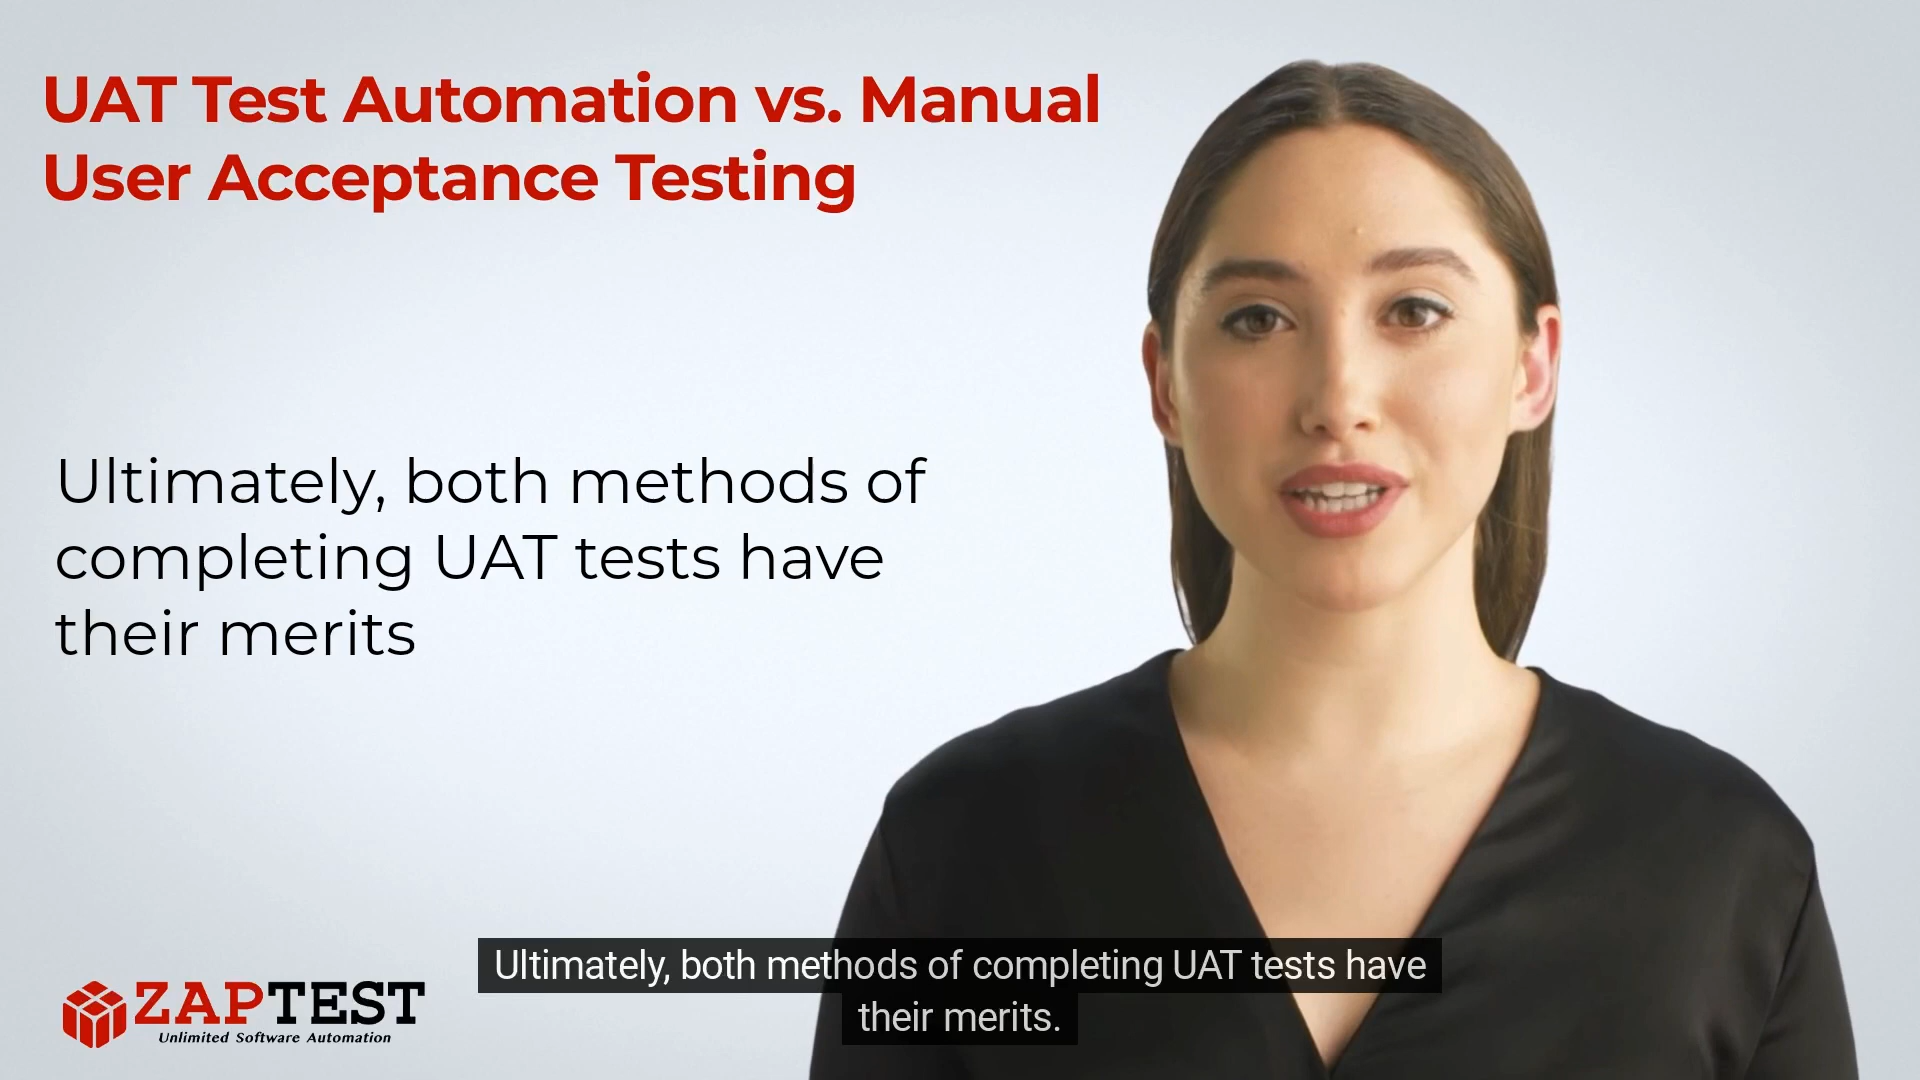 UAT Test Automation vs. Manual
User Acceptance Testing
Ultimately, both methods of
completing UAT tests have
their merits
Ultimately, both methods of completing UAT tests have
their merits.
ZAPTEST
Unlimited Software Automation